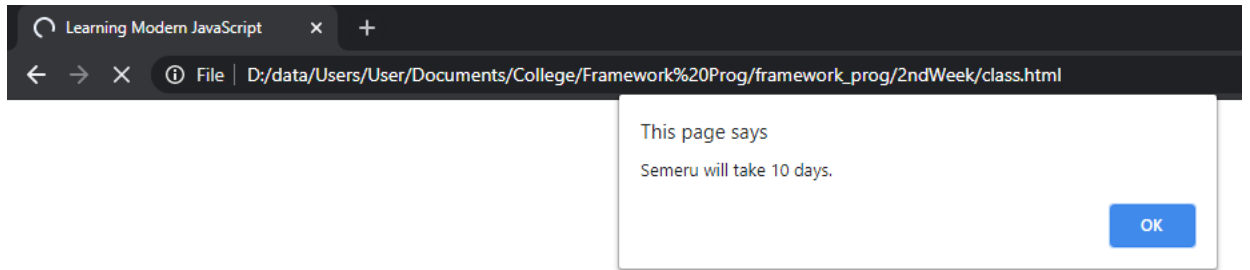 Learning Modern JavaScript
File D:/data/Users/User/Documents/College/Framework%20Prog/framework_prog/2ndWeek/class.html
This page says
Semeru will take 10 days.
OK